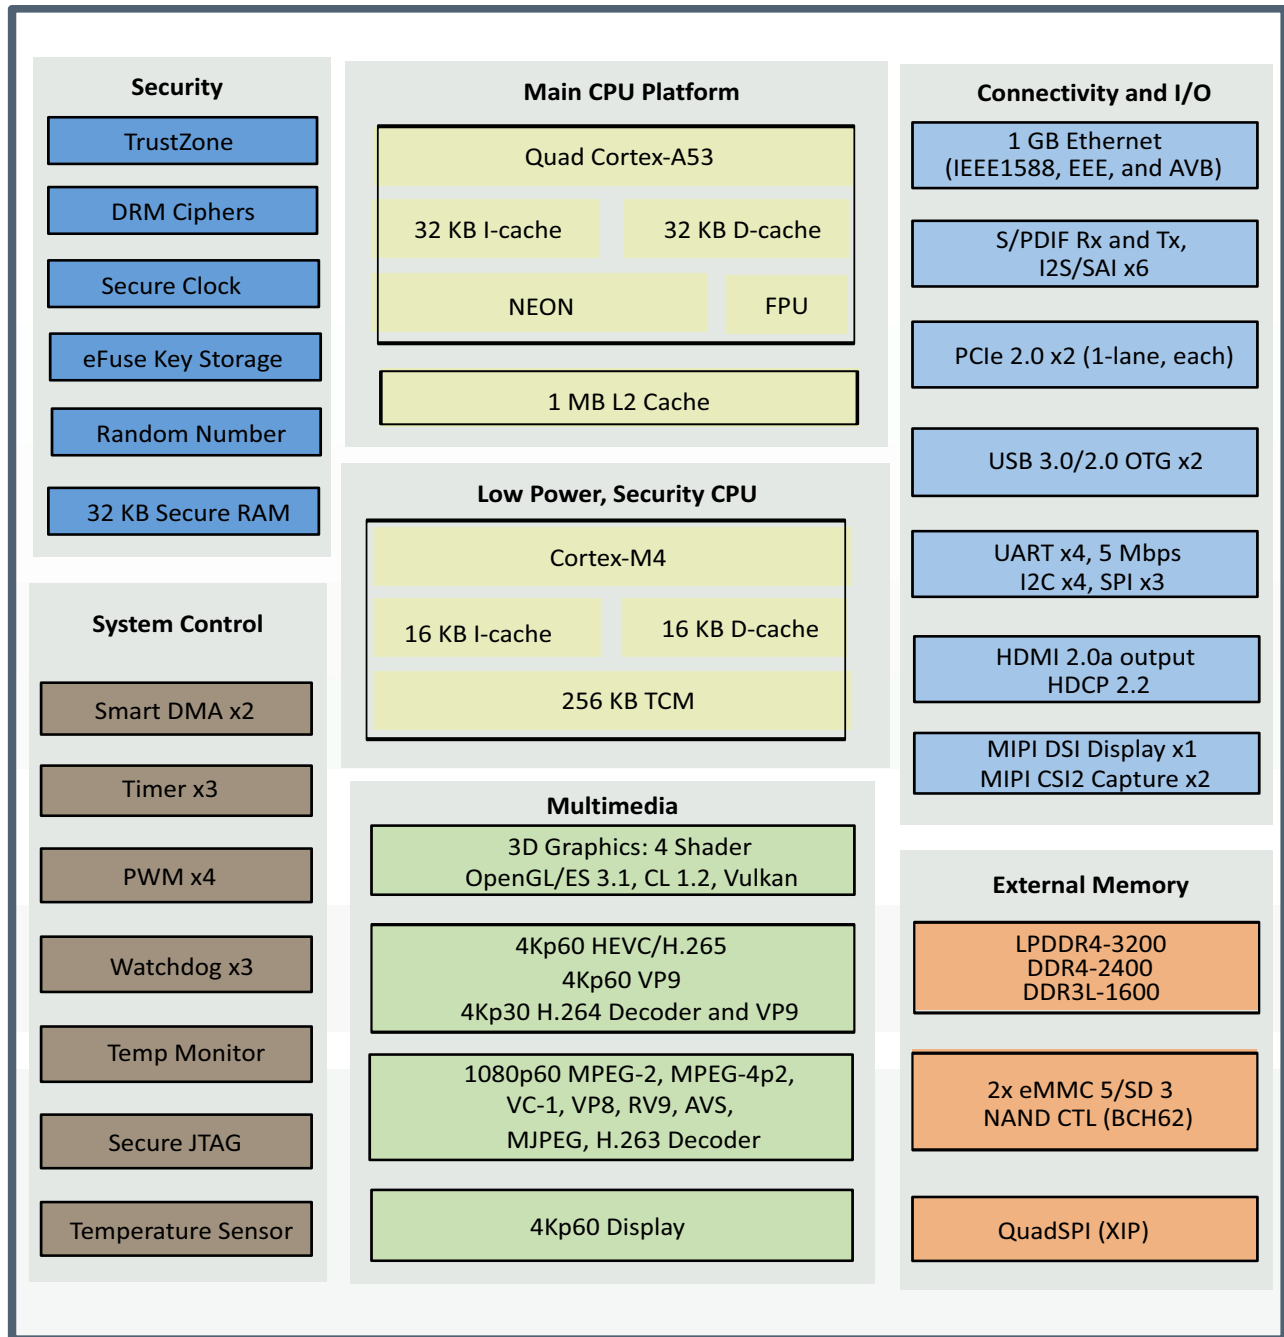 Security
TrustZone
DRM Ciphers
Secure Clock
eFuse Key Storage
Random Number
32 KB Secure RAM
System Control
Smart DMA x2
Timer x3
PWM x4
Watchdog x3
Temp Monitor
Secure JTAG
Temperature Sensor
Main CPU Platform
Quad Cortex-A53
32 KB I-cache
32 KB D-cache
NEON
FPU
1 MB L2 Cache
Low Power, Security CPU
Cortex-M4
16 KB I-cache
16 KB D-cache
256 KB TCM
Multimedia
3D Graphics: 4 Shader
OpenGL/ES 3.1, CL 1.2, Vulkan
4Kp60 HEVC/H.265
4Kp60 VP9
4Kp30 H.264 Decoder and VP9
1080p60 MPEG-2, MPEG-4p2,
VC-1, VP8, RV9, AVS,
MJPEG, H.263 Decoder
4Kp60 Display
Connectivity and I/O
1 GB Ethernet
(IEEE1588, EEE, and AVB)
S/PDIF Rx and Tx,
I2S/SAI x6
PCIe 2.0 x2 (1-lane, each)
USB 3.0/2.0 OTG x2
UART x4, 5 Mbps
I2C x4, SPI x3
HDMI 2.0a output
HDCP 2.2
MIPI DSI Display x1
MIPI CSI2 Capture x2
External Memory
LPDDR4-3200
DDR4-2400
DDR3L-1600
2x eMMC 5/SD 3
NAND CTL (BCH62)
QuadSPI (XIP)